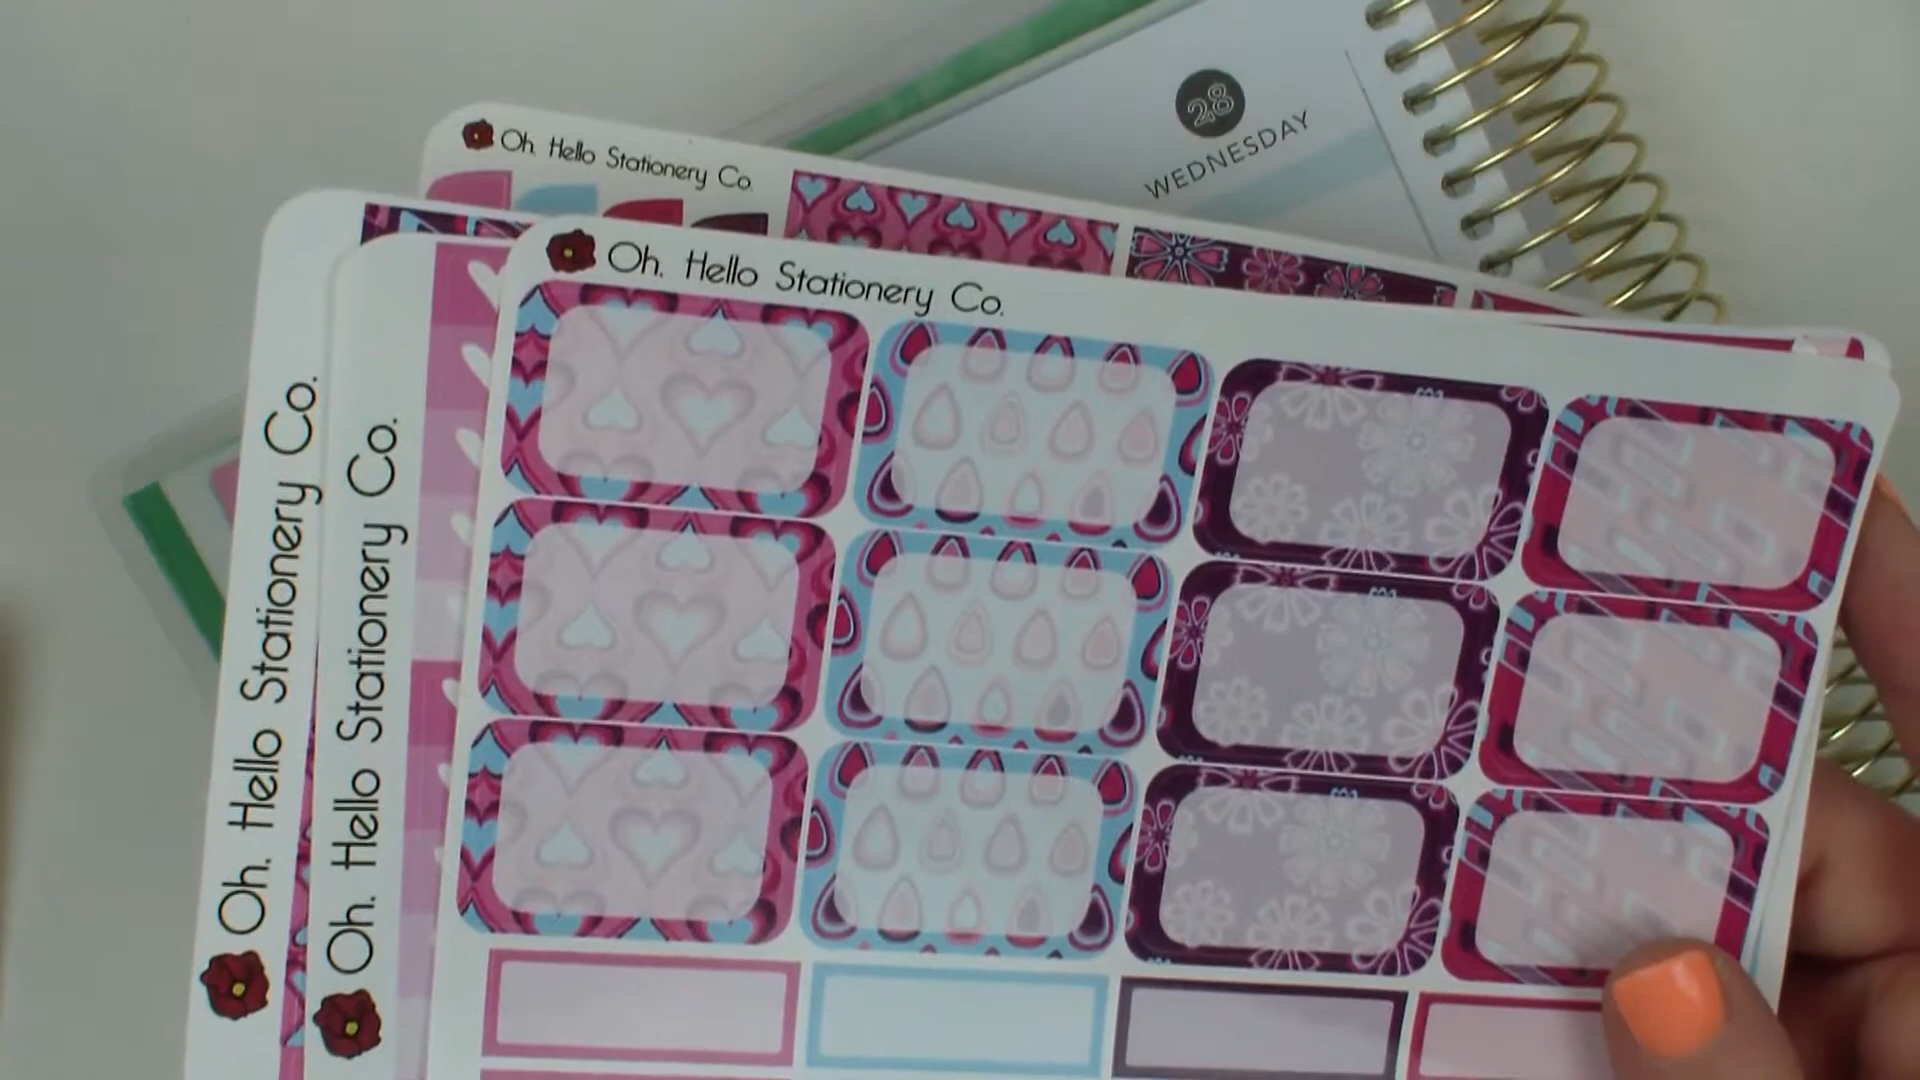 28
WEDNESDAY
Oh, Hello Stationery Co.
Oh, Hello Stationery Co.
Oh, Hello Stationery Co.
Oh, Hello Stationery Co.